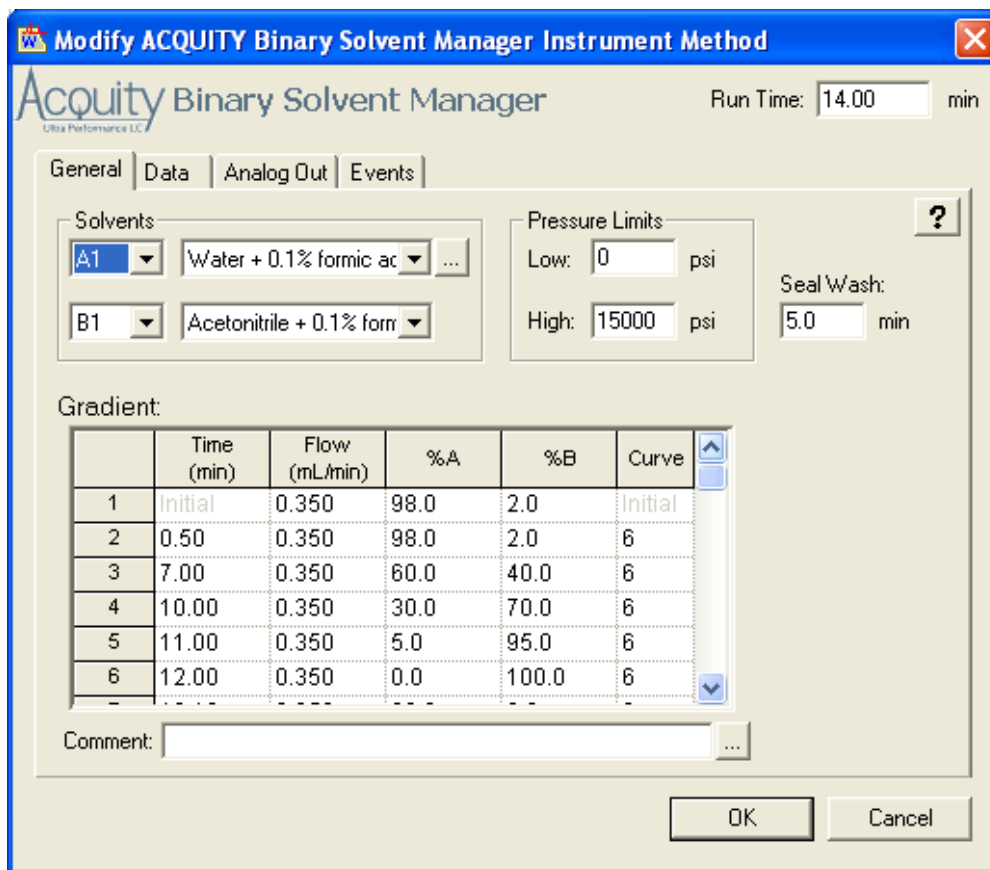 Modify ACQUITY Binary Solvent Manager Instrument Method
Acquity Binary Solvent Manager
Ultra Performance LC
Run Time: 14.00 min
General Data Analog Out Events
Solvents
A1 Water + 0.1% formic ac ...
B1 Acetonitrile + 0.1% form
Pressure Limits
Low: 0 psi
High: 15000 psi
?
Seal Wash:
5.0 min
Gradient:
Time (min) Flow (mL/min) %A %B Curve
1 Initial 0.350 98.0 2.0 Initial
2 0.50 0.350 98.0 2.0 6
3 7.00 0.350 60.0 40.0 6
4 10.00 0.350 30.0 70.0 6
5 11.00 0.350 5.0 95.0 6
6 12.00 0.350 0.0 100.0 6
Comment: ...
OK Cancel